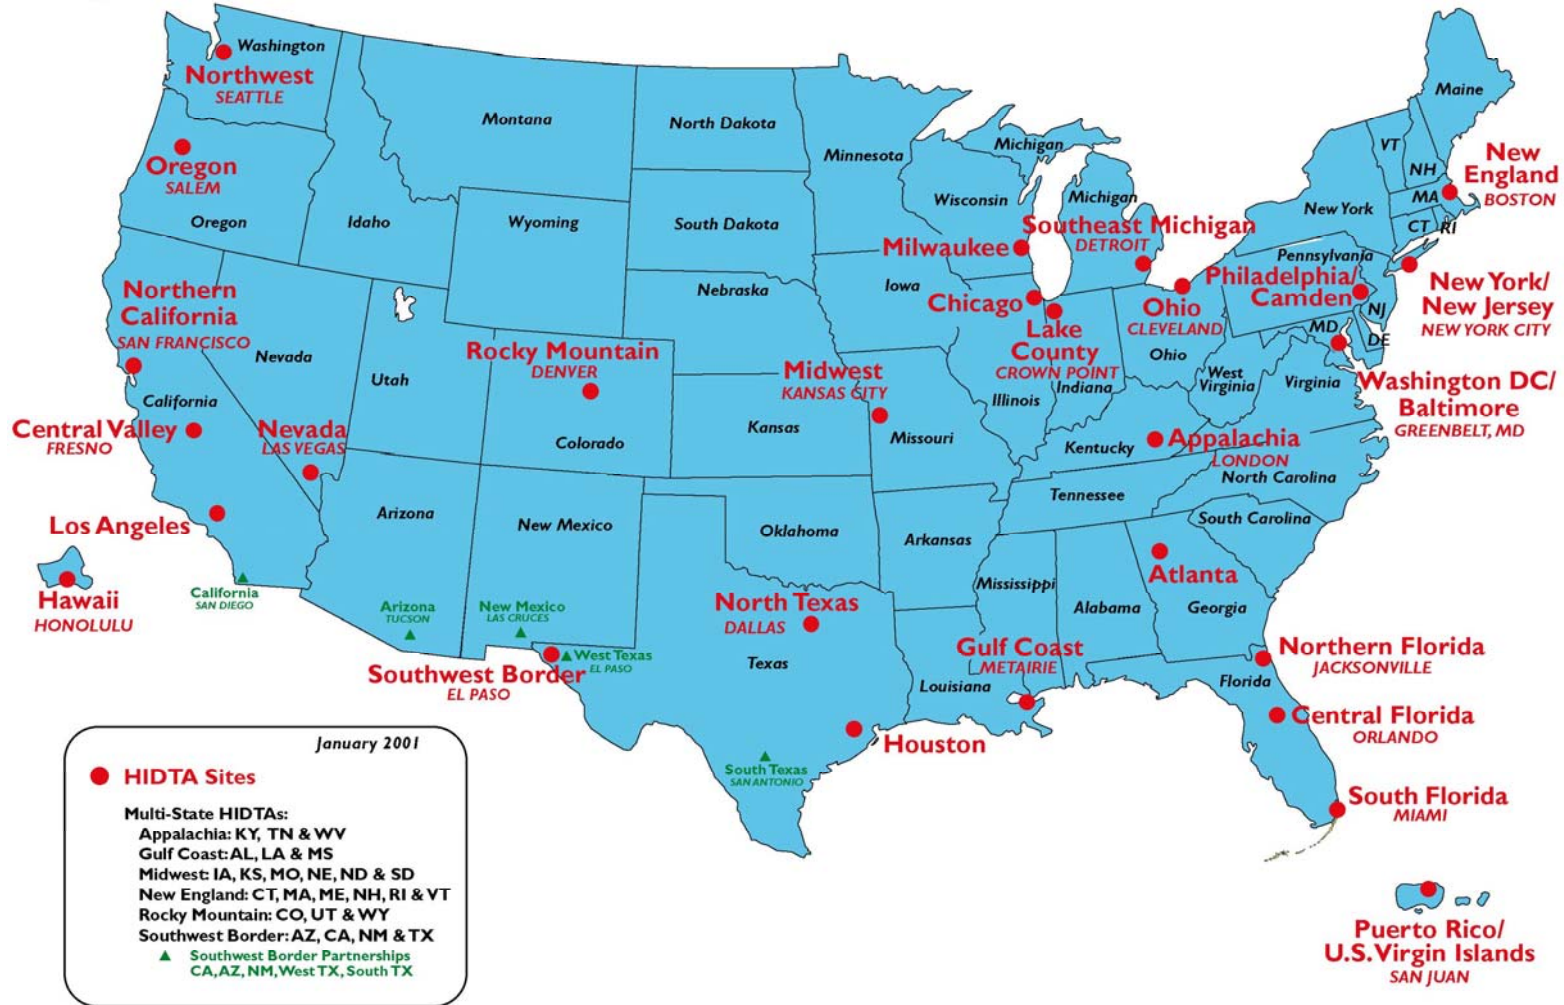 Washington
Northwest
SEATTLE
Oregon
SALEM
Oregon
Idaho
Montana
Wyoming
North Dakota
South Dakota
Nebraska
Minnesota
Wisconsin
Iowa
Michigan
Michigan
Milwaukee
Southeast Michigan
DETROIT
Chicago
Lake
County
CROWN POINT
Ohio
CLEVELAND
Ohio
Indiana
Illinois
Maine
VT
NH
MA
CT
RI
New York
New
England
BOSTON
Pennsylvania
Philadelphia/
Camden
NJ
MD
DE
New York/
New Jersey
NEW YORK CITY
Washington DC/
Baltimore
GREENBELT, MD
West
Virginia
Virginia
Northern
California
SAN FRANCISCO
California
Nevada
Central Valley
FRESNO
Nevada
LAS VEGAS
Los Angeles
Utah
Rocky Mountain
DENVER
Colorado
Kansas
Midwest
KANSAS CITY
Missouri
Kentucky
Appalachia
LONDON
North Carolina
Tennessee
South Carolina
Arizona
New Mexico
Oklahoma
Arkansas
Mississippi
Alabama
Georgia
Atlanta
Hawaii
HONOLULU
California
SAN DIEGO
Arizona
TUCSON
New Mexico
LAS CRUCES
West Texas
EL PASO
Southwest Border
EL PASO
North Texas
DALLAS
Texas
Gulf Coast
METAIRIE
Louisiana
Houston
South Texas
SAN ANTONIO
Northern Florida
JACKSONVILLE
Florida
Central Florida
ORLANDO
South Florida
MIAMI
Puerto Rico/
U.S. Virgin Islands
SAN JUAN
January 2001
HIDTA Sites
Multi-State HIDTAs:
Appalachia: KY, TN & WV
Gulf Coast: AL, LA & MS
Midwest: IA, KS, MO, NE, ND & SD
New England: CT, MA, ME, NH, RI & VT
Rocky Mountain: CO, UT & WY
Southwest Border: AZ, CA, NM & TX
Southwest Border Partnerships
CA, AZ, NM, West TX, South TX